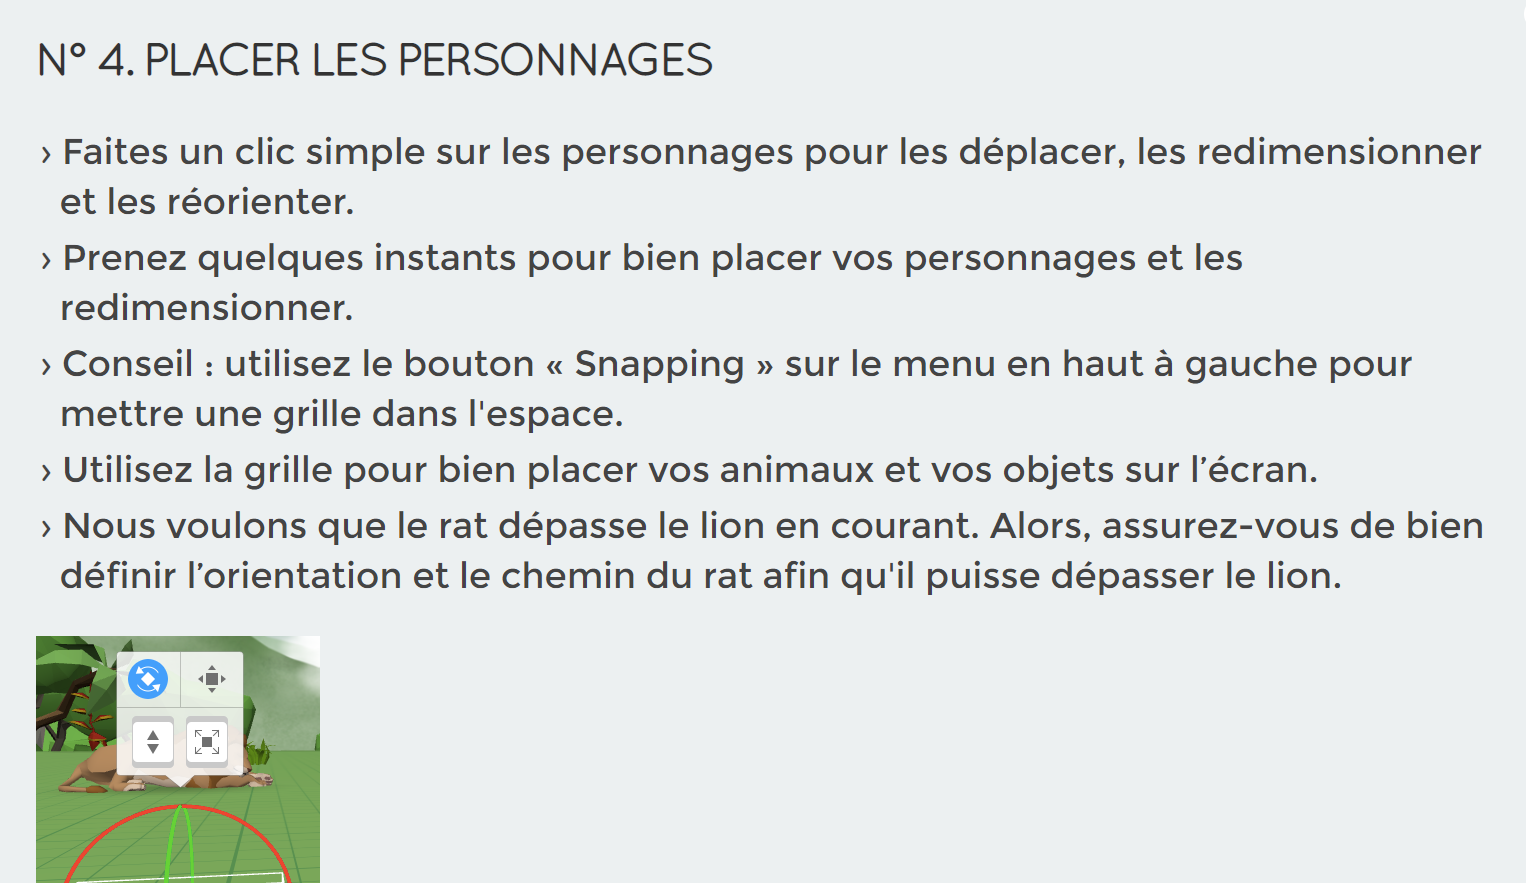 N° 4. PLACER LES PERSONNAGES
› Faites un clic simple sur les personnages pour les déplacer, les redimensionner
et les réorienter.
› Prenez quelques instants pour bien placer vos personnages et les
redimensionner.
› Conseil : utilisez le bouton « Snapping » sur le menu en haut à gauche pour
mettre une grille dans l'espace.
› Utilisez la grille pour bien placer vos animaux et vos objets sur l’écran.
› Nous voulons que le rat dépasse le lion en courant. Alors, assurez-vous de bien
définir l’orientation et le chemin du rat afin qu'il puisse dépasser le lion.